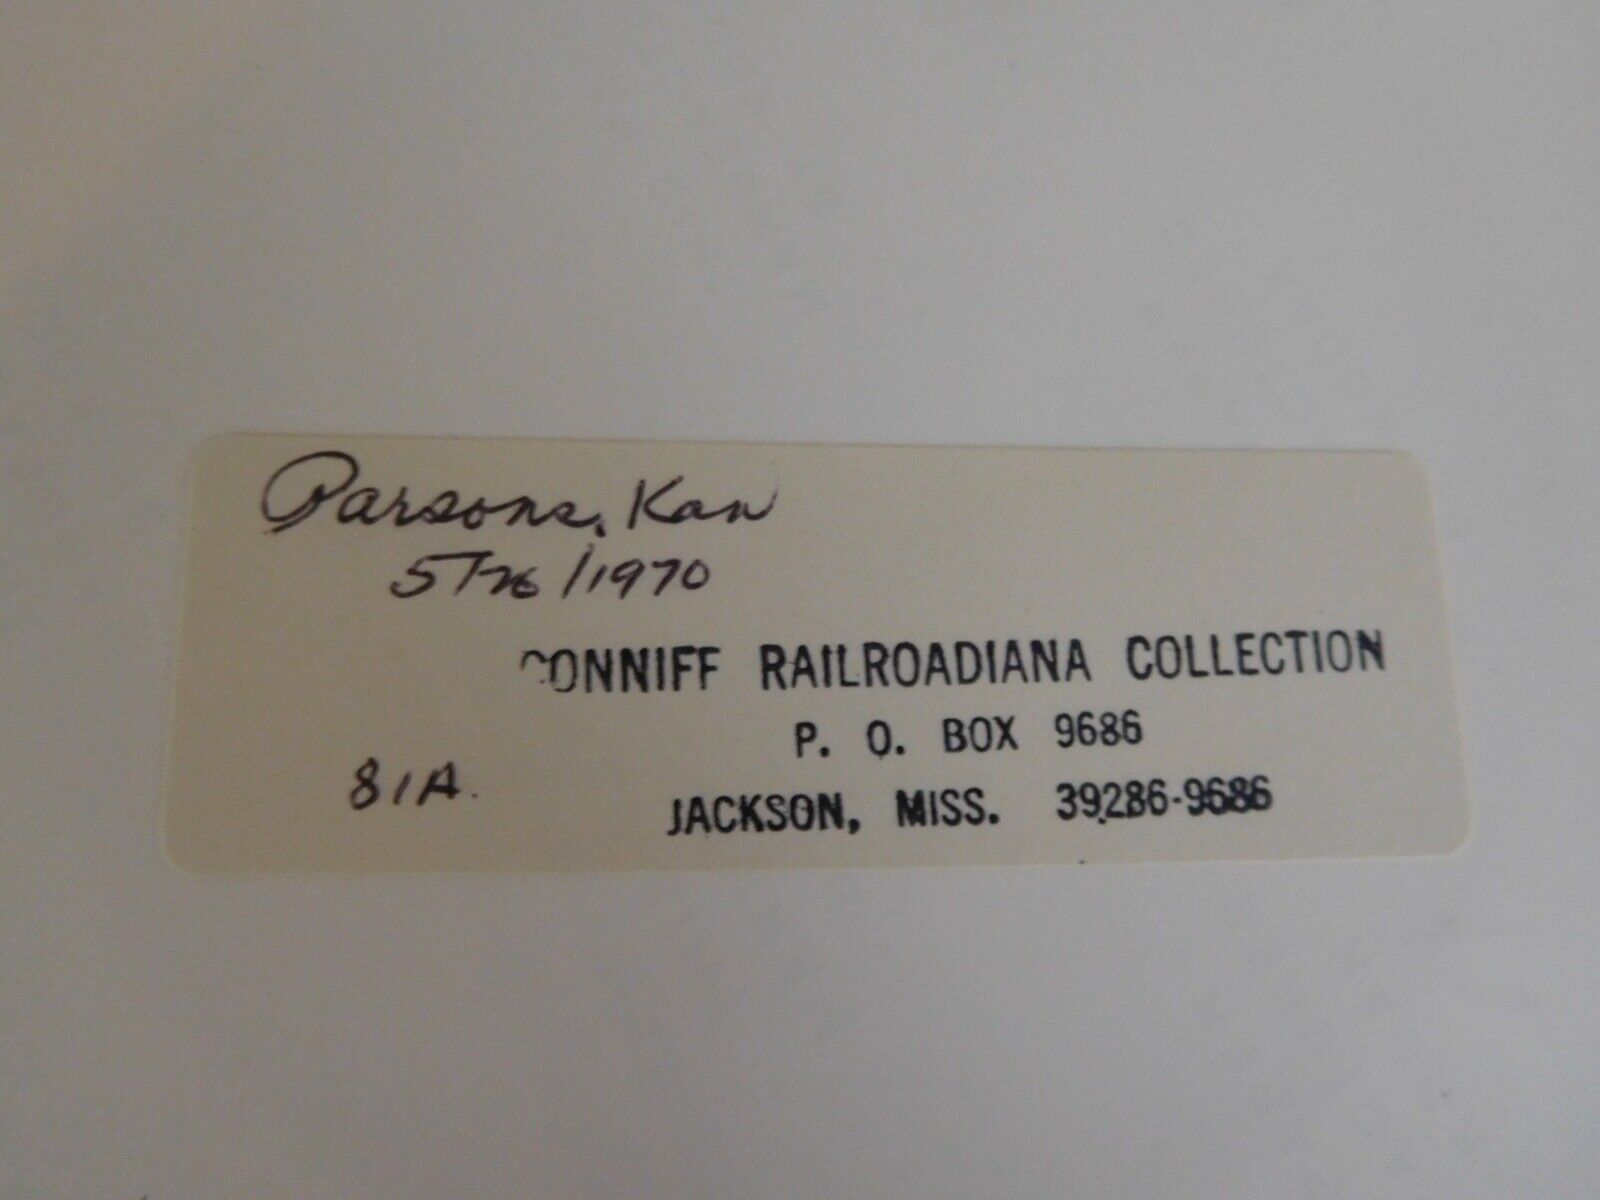 Parsons, Kan
5/26/1970
CONNIFF RAILROADIANA COLLECTION
P. O. BOX 9686
81A.
JACKSON, MISS. 39286-9686